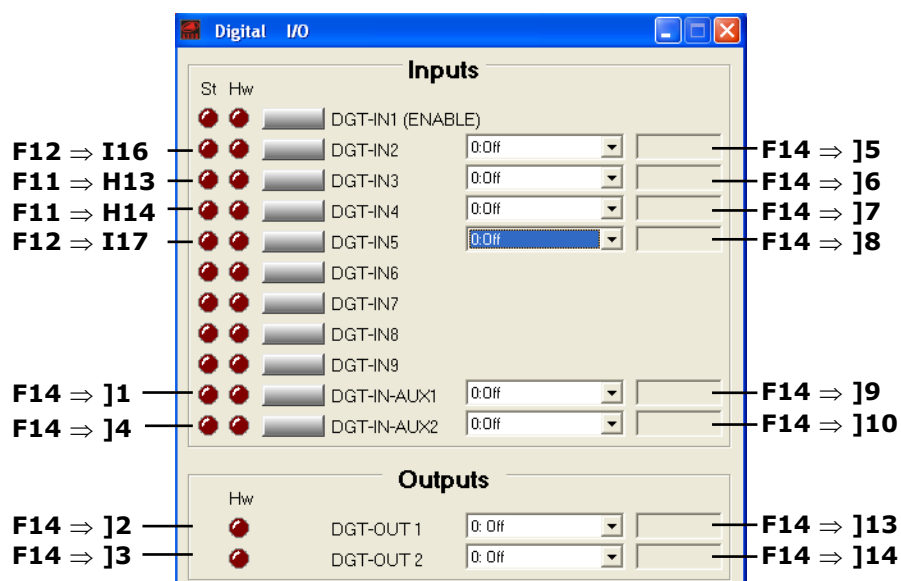 Digital I/O
Inputs
St Hw
DGT-IN1 (ENABLE)
F12 ⇒ I16 DGT-IN2 0:Off F14 ⇒ ]5
F11 ⇒ H13 DGT-IN3 0:Off F14 ⇒ ]6
F11 ⇒ H14 DGT-IN4 0:Off F14 ⇒ ]7
F12 ⇒ I17 DGT-IN5 0:Off F14 ⇒ ]8
DGT-IN6
DGT-IN7
DGT-IN8
DGT-IN9
F14 ⇒ ]1 DGT-IN-AUX1 0:Off F14 ⇒ ]9
F14 ⇒ ]4 DGT-IN-AUX2 0:Off F14 ⇒ ]10
Outputs
Hw
F14 ⇒ ]2 DGT-OUT 1 0: Off F14 ⇒ ]13
F14 ⇒ ]3 DGT-OUT 2 0: Off F14 ⇒ ]14